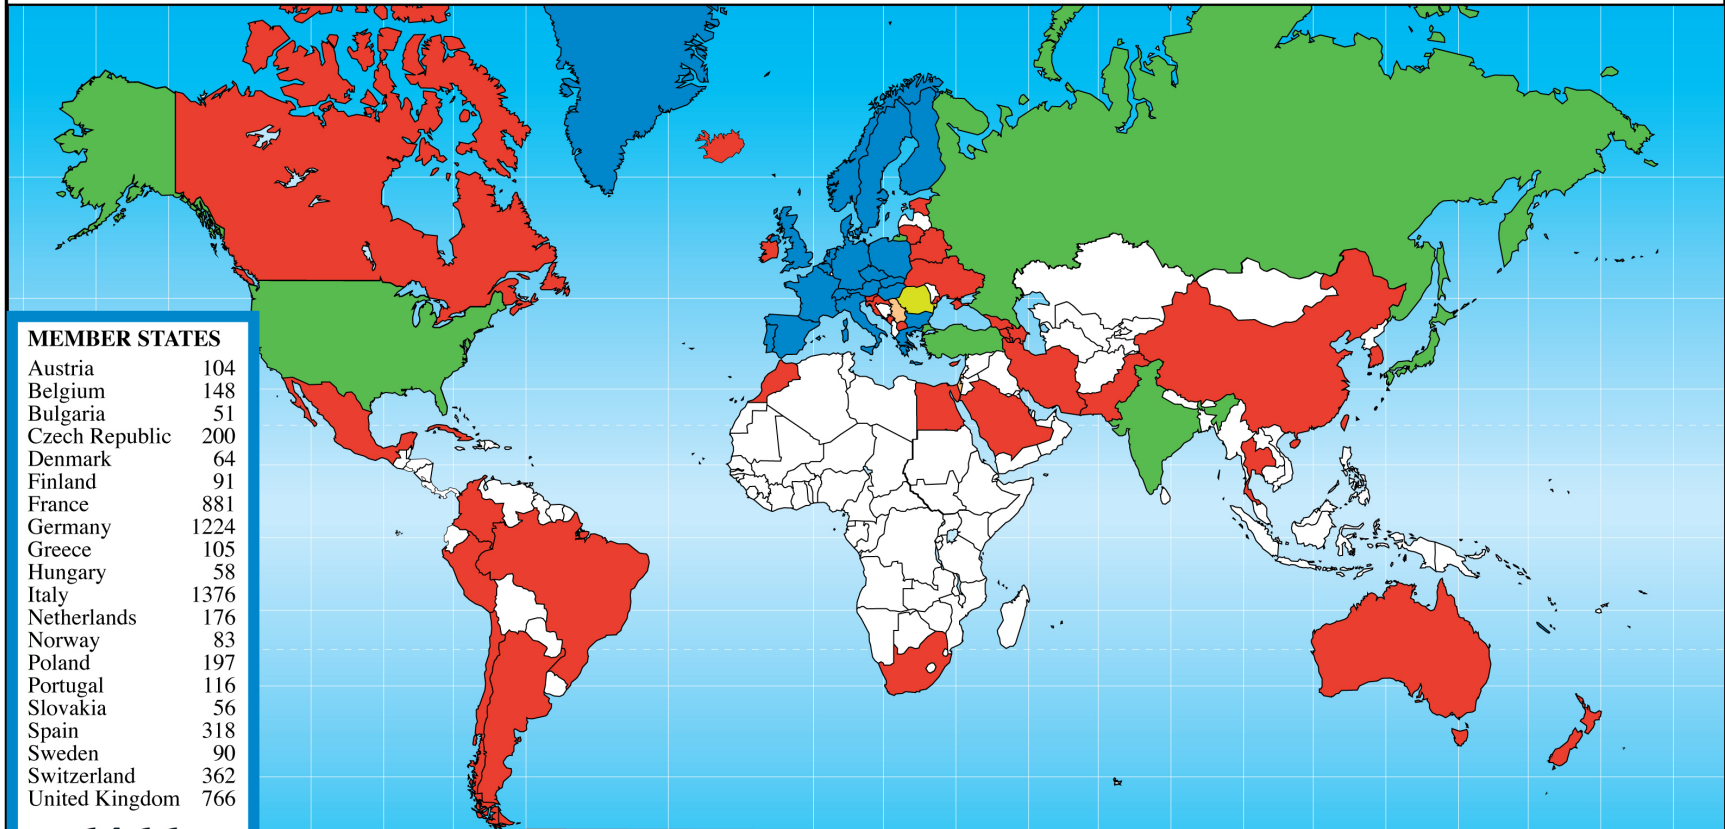 MEMBER STATES
Austria 104
Belgium 148
Bulgaria 51
Czech Republic 200
Denmark 64
Finland 91
France 881
Germany 1224
Greece 105
Hungary 58
Italy 1376
Netherlands 176
Norway 83
Poland 197
Portugal 116
Slovakia 56
Spain 318
Sweden 90
Switzerland 362
United Kingdom 766